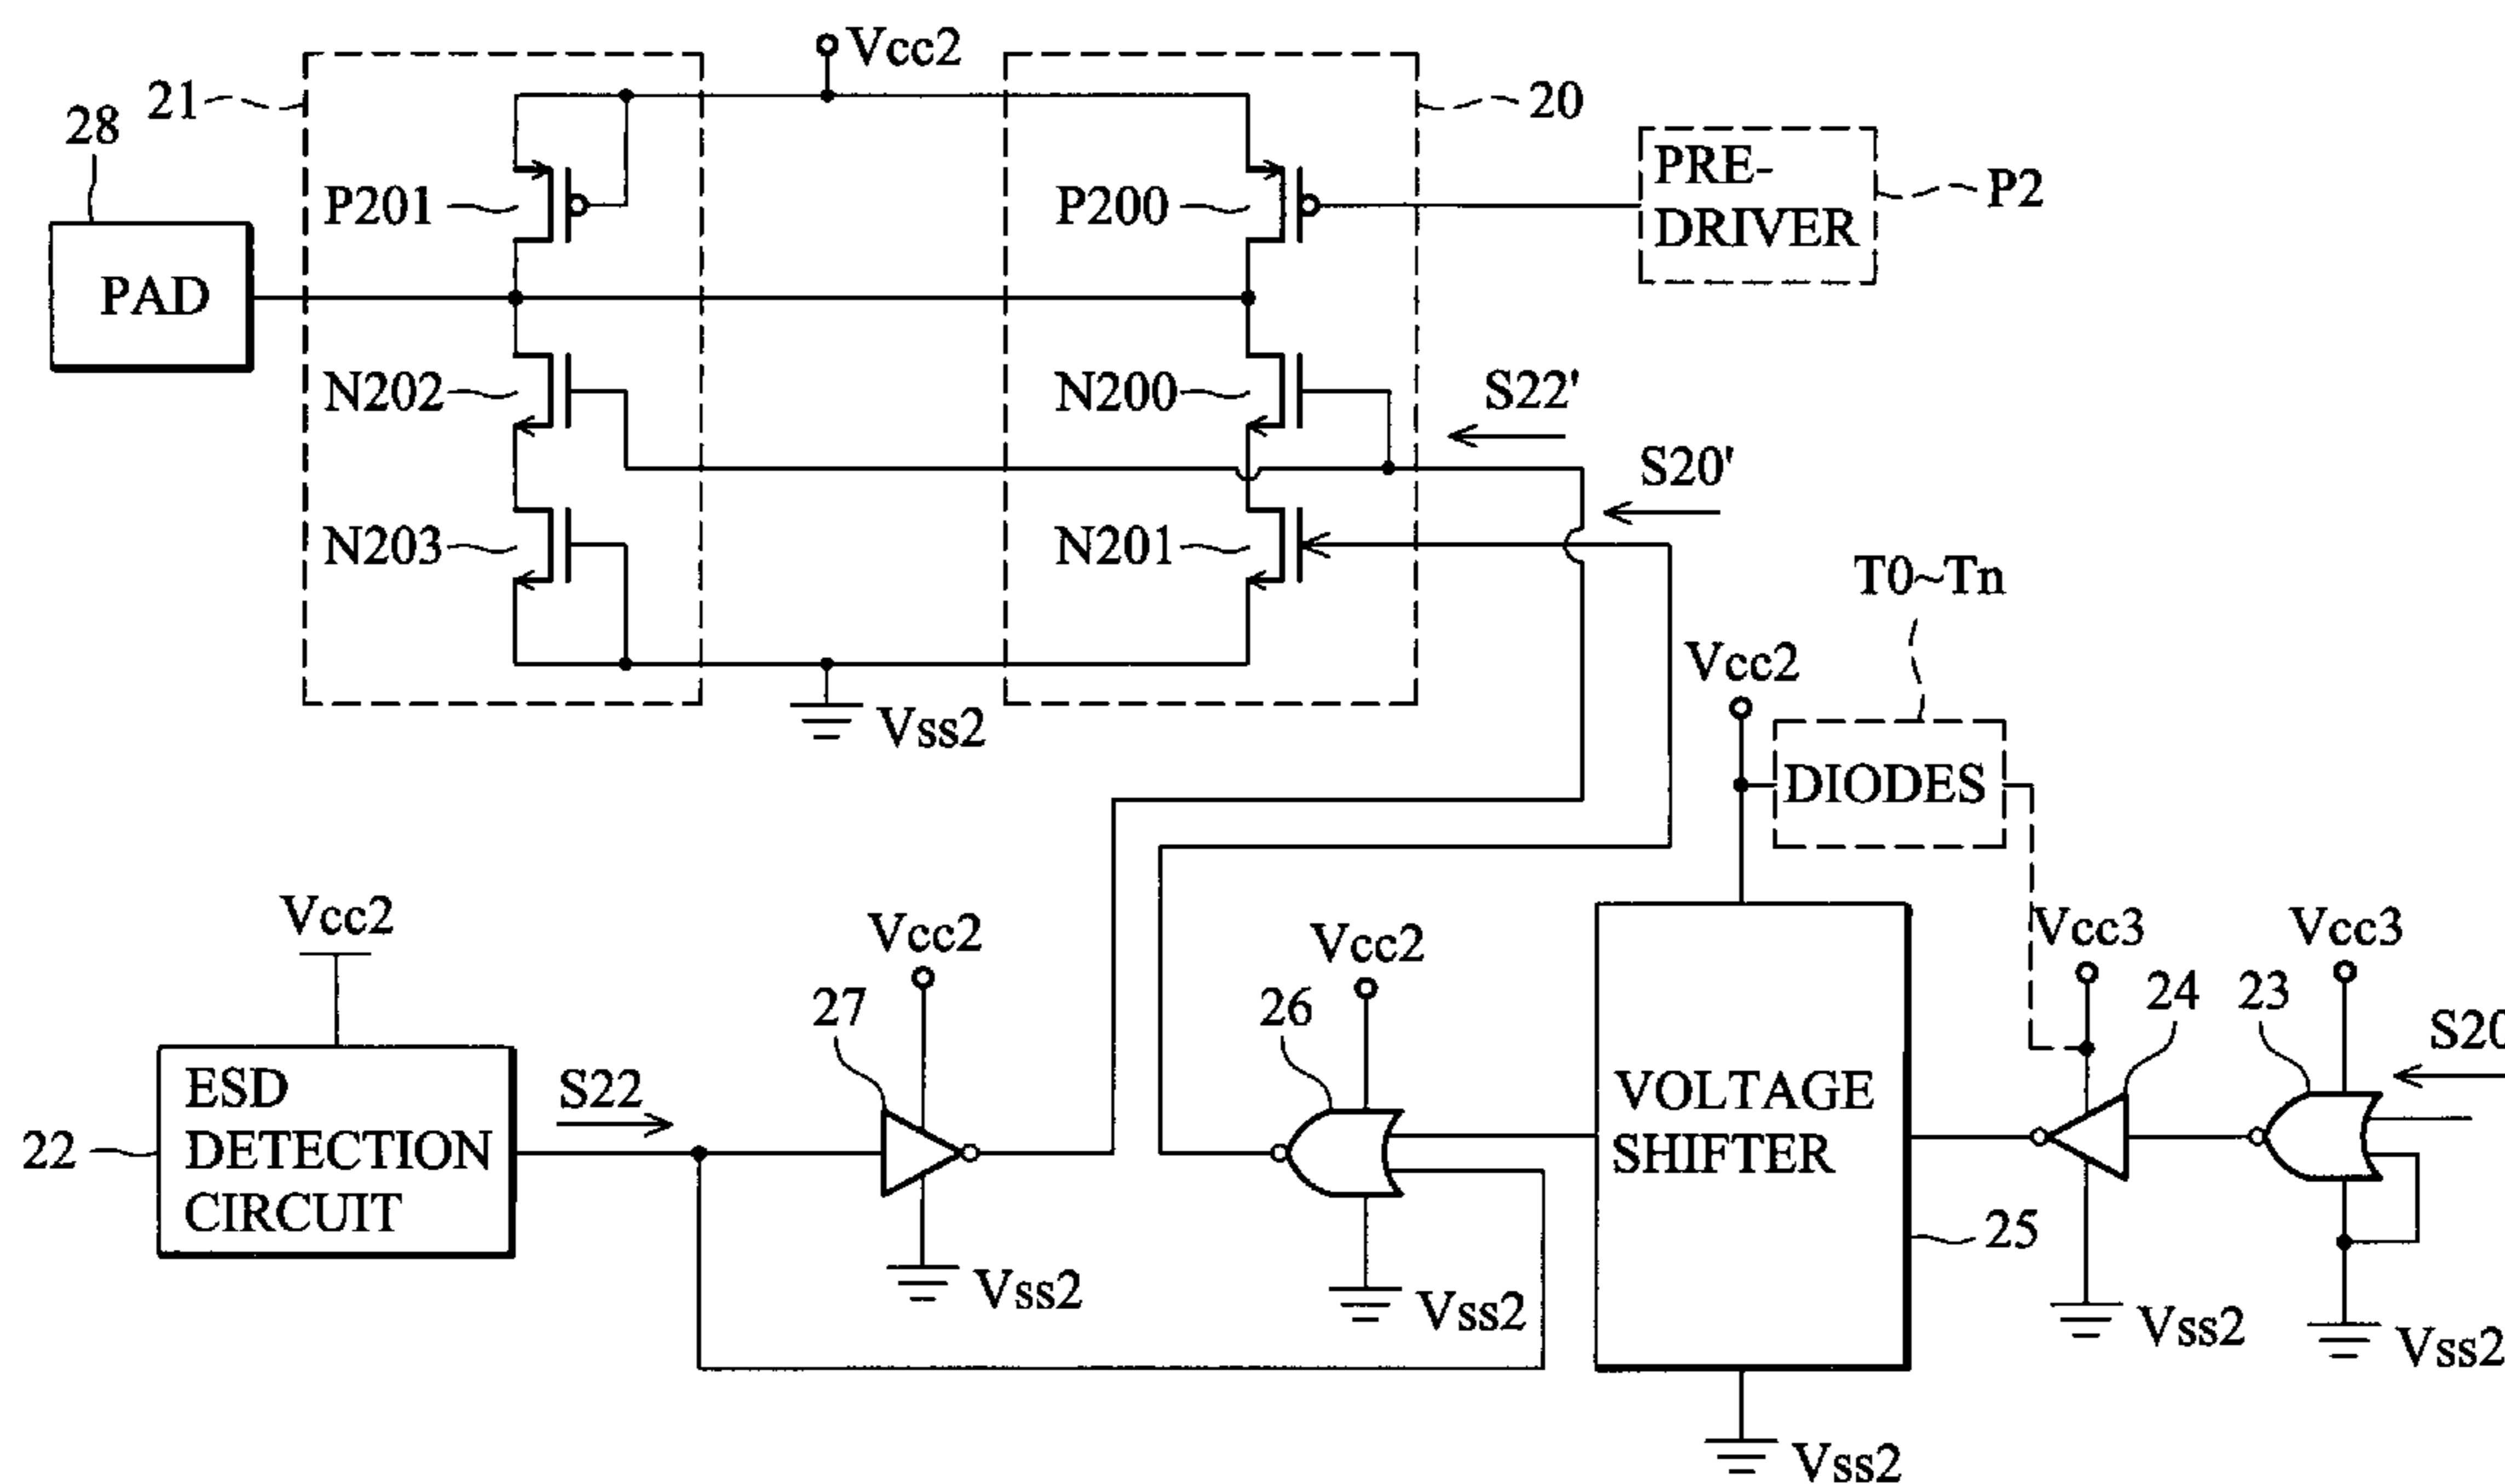 Vcc2
21
20
28
PRE-
DRIVER
P2
P201
P200
PAD
N202
N200
S22'
S20'
N203
N201
T0~Tn
Vcc2
Vss2
DIODES
Vcc2
Vcc2
Vcc2
Vcc3
Vcc3
27
26
24
23
S20
ESD
DETECTION
CIRCUIT
22
S22
VOLTAGE
SHIFTER
25
Vss2
Vss2
Vss2
Vss2
Vss2